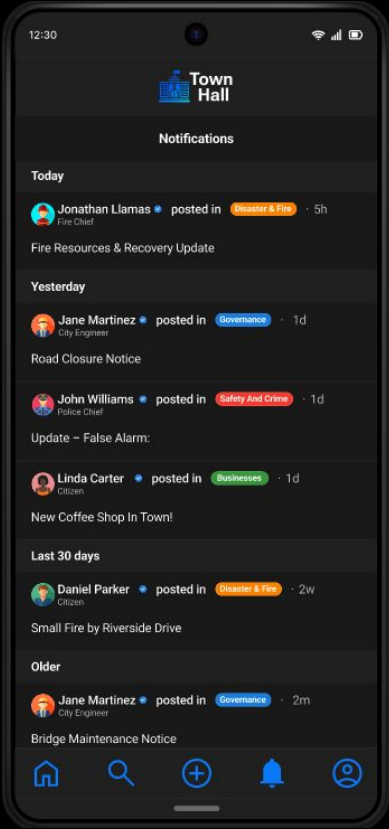 12:30
Town
Hall
Notifications
Today
Jonathan Llamas posted in Disaster & Fire · 5h
Fire Chief
Fire Resources & Recovery Update
Yesterday
Jane Martinez posted in Governance · 1d
City Engineer
Road Closure Notice
John Williams posted in Safety And Crime · 1d
Police Chief
Update – False Alarm:
Linda Carter posted in Businesses · 1d
Citizen
New Coffee Shop In Town!
Last 30 days
Daniel Parker posted in Disaster & Fire · 2w
Citizen
Small Fire by Riverside Drive
Older
Jane Martinez posted in Governance · 2m
City Engineer
Bridge Maintenance Notice